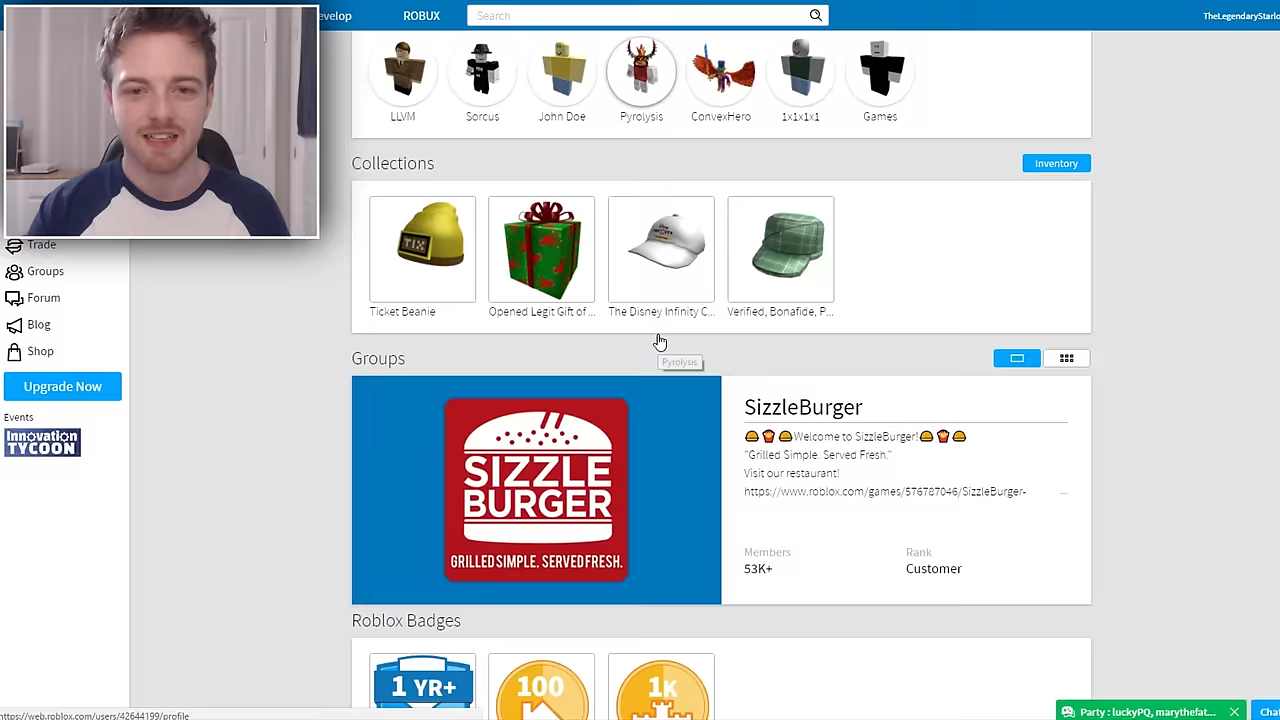 evelop
ROBUX
Search
TheLegendaryStaric
LLVM
Sorcus
John Doe
Pyrolysis
ConvexHero
1x1x1x1
Games
Collections
Inventory
TIX
Ticket Beanie
Opened Legit Gift of ...
The Disney Infinity C...
Verified, Bonafide, P...
Trade
Groups
Forum
Blog
Shop
Upgrade Now
Events
Innovation
TYCOON
Groups
Pyrolysis
SIZZLE
BURGER
GRILLED SIMPLE. SERVED FRESH.
SizzleBurger
🍔🍟🍔Welcome to SizzleBurger!🍔🍟🍔
"Grilled Simple. Served Fresh."
Visit our restaurant!
https://www.roblox.com/games/576787046/SizzleBurger- ...
Members
53K+
Rank
Customer
Roblox Badges
1 YR+
100
1K
https://web.roblox.com/users/42644199/profile
Party : luckyPQ, marythefat...
Chat